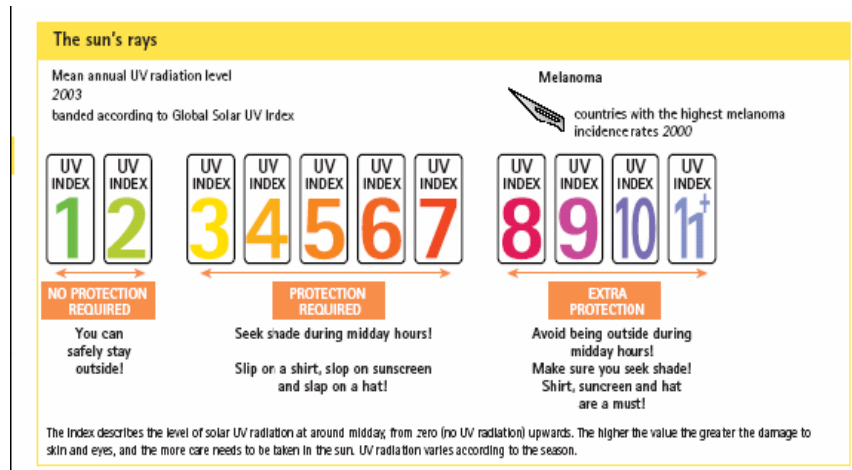 The sun's rays
Mean annual UV radiation level
2003
banded according to Global Solar UV Index
Melanoma
countries with the highest melanoma
incidence rates 2000
UV INDEX 1
UV INDEX 2
UV INDEX 3
UV INDEX 4
UV INDEX 5
UV INDEX 6
UV INDEX 7
UV INDEX 8
UV INDEX 9
UV INDEX 10
UV INDEX 11+
NO PROTECTION
REQUIRED
You can
safely stay
outside!
PROTECTION
REQUIRED
Seek shade during midday hours!
Slip on a shirt, slop on sunscreen
and slap on a hat!
EXTRA
PROTECTION
Avoid being outside during
midday hours!
Make sure you seek shade!
Shirt, suncreen and hat
are a must!
The Index describes the level of solar UV radiation at around midday, from zero (no UV radiation) upwards. The higher the value the greater the damage to
skin and eyes, and the more care needs to be taken in the sun. UV radiation varies according to the season.